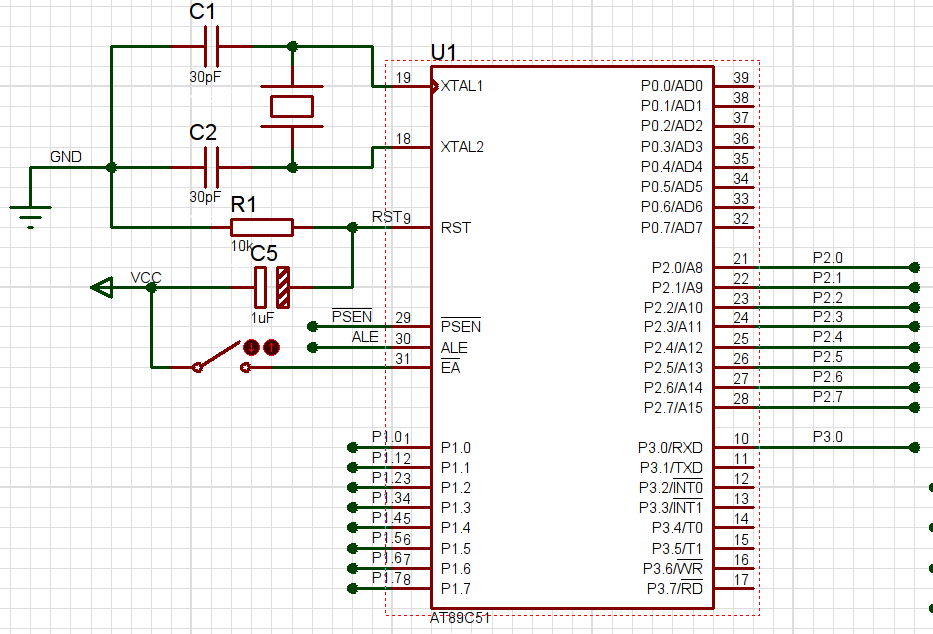 C1
30pF
C2
30pF
GND
R1
10k
C5
1uF
VCC
U1
19 XTAL1
18 XTAL2
RST 9 RST
PSEN 29 PSEN
ALE 30 ALE
31 EA
P1.0 1 P1.0
P1.1 2 P1.1
P1.2 3 P1.2
P1.3 4 P1.3
P1.4 5 P1.4
P1.5 6 P1.5
P1.6 7 P1.6
P1.7 8 P1.7
P0.0/AD0 39
P0.1/AD1 38
P0.2/AD2 37
P0.3/AD3 36
P0.4/AD4 35
P0.5/AD5 34
P0.6/AD6 33
P0.7/AD7 32
P2.0/A8 21 P2.0
P2.1/A9 22 P2.1
P2.2/A10 23 P2.2
P2.3/A11 24 P2.3
P2.4/A12 25 P2.4
P2.5/A13 26 P2.5
P2.6/A14 27 P2.6
P2.7/A15 28 P2.7
P3.0/RXD 10 P3.0
P3.1/TXD 11
P3.2/INT0 12
P3.3/INT1 13
P3.4/T0 14
P3.5/T1 15
P3.6/WR 16
P3.7/RD 17
AT89C51